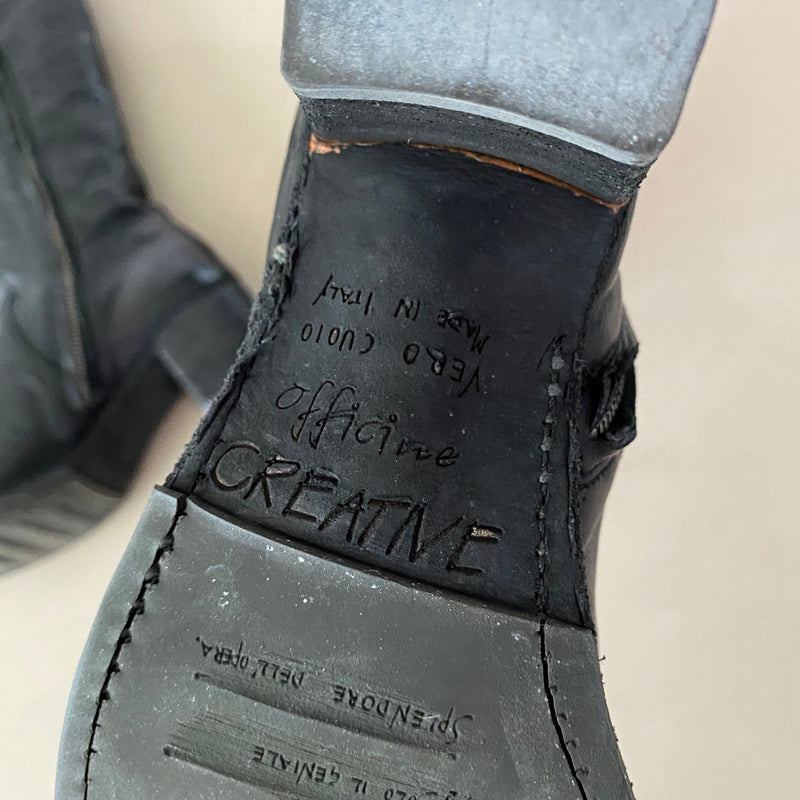 VERO CUOIO
MADE IN ITALY
Officine
CREATIVE
IL GENIALE
SPLENDORE DELL'OPERA.